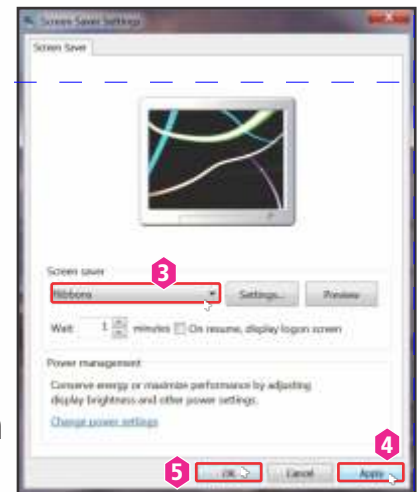 Screen Saver Settings
Screen Saver
Screen saver
3
Ribbons
Settings...
Preview
Wait: 1 minutes On resume, display logon screen
Power management
Conserve energy or maximize performance by adjusting
display brightness and other power settings.
Change power settings
4
5
OK
Cancel
Apply